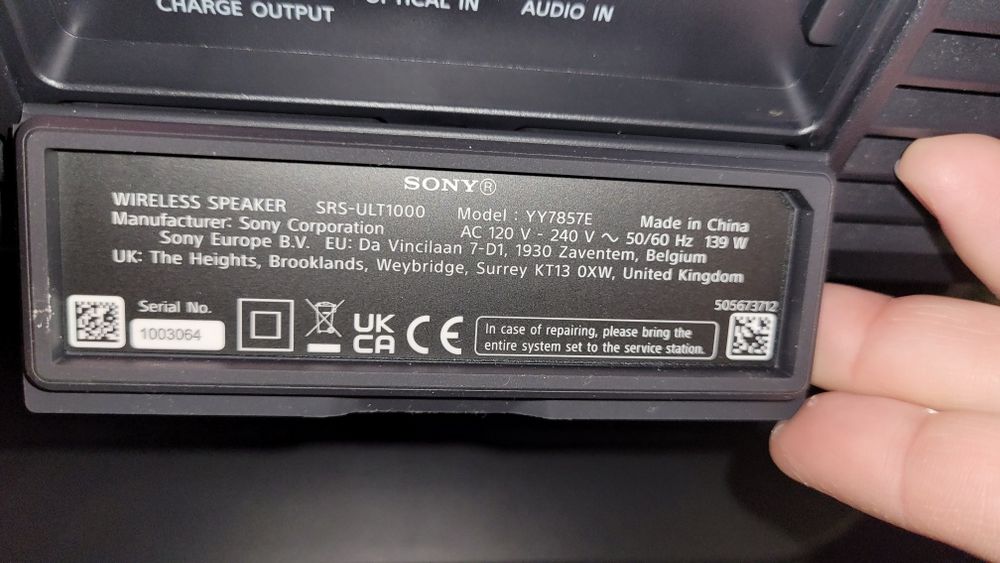 CHARGE OUTPUT OPTICAL IN AUDIO IN
SONY®
WIRELESS SPEAKER SRS-ULT1000 Model : YY7857E Made in China
Manufacturer: Sony Corporation AC 120 V - 240 V ~ 50/60 Hz 139 W
Sony Europe B.V. EU: Da Vincilaan 7-D1, 1930 Zaventem, Belgium
UK: The Heights, Brooklands, Weybridge, Surrey KT13 0XW, United Kingdom
505673712
Serial No.
1003064
UK
CA
CE
In case of repairing, please bring the
entire system set to the service station.